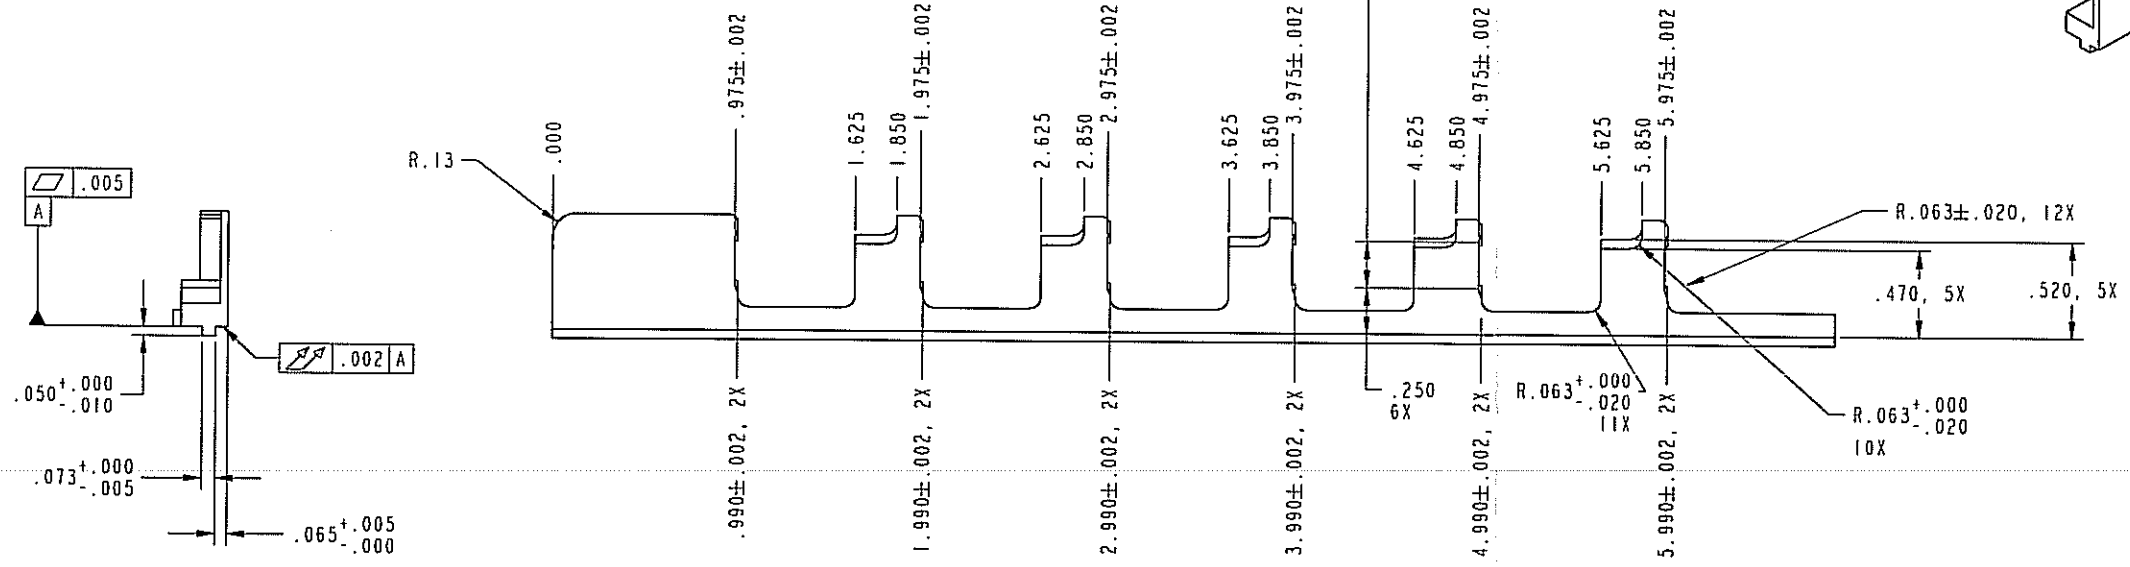 .005
A
.050 +.000 -.010
.073 +.000 -.005
.065 +.005 -.000
.002 A
R.13
.000
.975±.002
1.625
1.850
1.975±.002
2.625
2.850
2.975±.002
3.625
3.850
3.975±.002
4.625
4.850
4.975±.002
5.625
5.850
5.975±.002
R.063±.020, 12X
.470, 5X
.520, 5X
.250
6X
R.063 +.000 -.020
11X
R.063 +.000 -.020
10X
.990±.002, 2X
1.990±.002, 2X
2.990±.002, 2X
3.990±.002, 2X
4.990±.002, 2X
5.990±.002, 2X